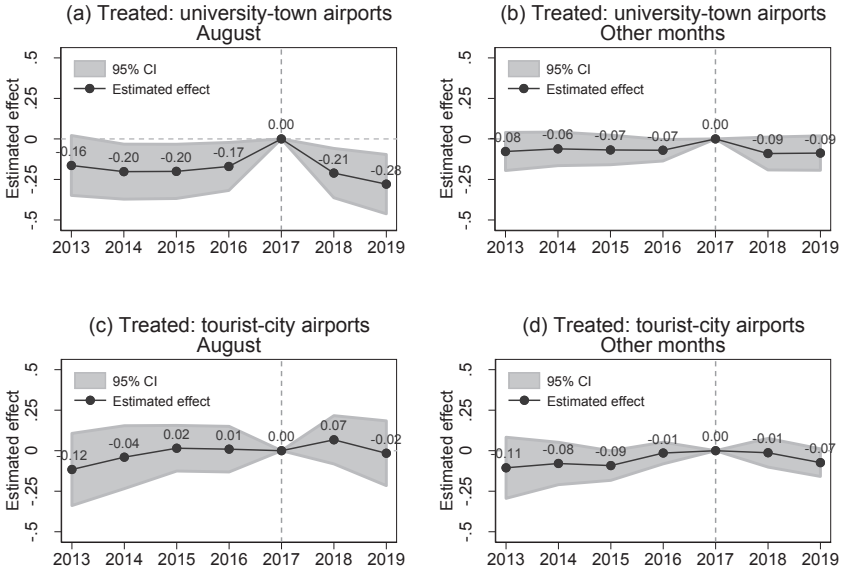 (a) Treated: university-town airports
August
Estimated effect
.5
.25
0
-.25
-.5
95% CI
Estimated effect
-0.16
-0.20
-0.20
-0.17
0.00
-0.21
-0.28
2013 2014 2015 2016 2017 2018 2019
(b) Treated: university-town airports
Other months
Estimated effect
.5
.25
0
-.25
-.5
95% CI
Estimated effect
-0.08
-0.06
-0.07
-0.07
0.00
-0.09
-0.09
2013 2014 2015 2016 2017 2018 2019
(c) Treated: tourist-city airports
August
Estimated effect
.5
.25
0
-.25
-.5
95% CI
Estimated effect
-0.12
-0.04
0.02
0.01
0.00
0.07
-0.02
2013 2014 2015 2016 2017 2018 2019
(d) Treated: tourist-city airports
Other months
Estimated effect
.5
.25
0
-.25
-.5
95% CI
Estimated effect
-0.11
-0.08
-0.09
-0.01
0.00
-0.01
-0.07
2013 2014 2015 2016 2017 2018 2019